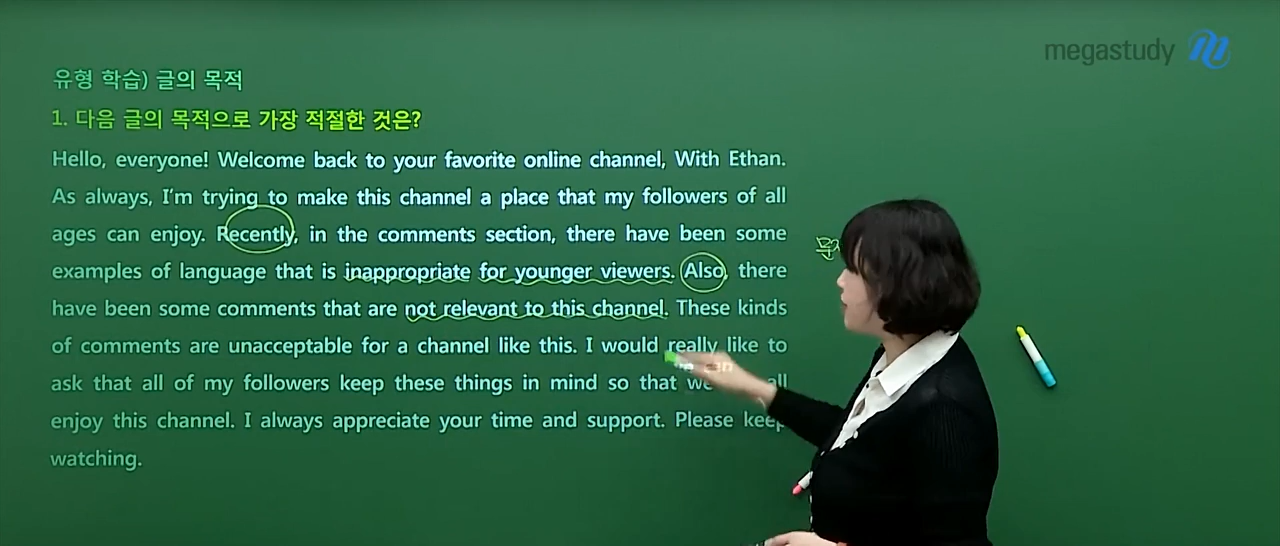 megastudy
유형 학습) 글의 목적
1. 다음 글의 목적으로 가장 적절한 것은?
Hello, everyone! Welcome back to your favorite online channel, With Ethan.
As always, I'm trying to make this channel a place that my followers of all
ages can enjoy. Recently, in the comments section, there have been some
examples of language that is inappropriate for younger viewers. Also, there
have been some comments that are not relevant to this channel. These kinds
of comments are unacceptable for a channel like this. I would really like to
ask that all of my followers keep these things in mind so that we all
enjoy this channel. I always appreciate your time and support. Please keep
watching.